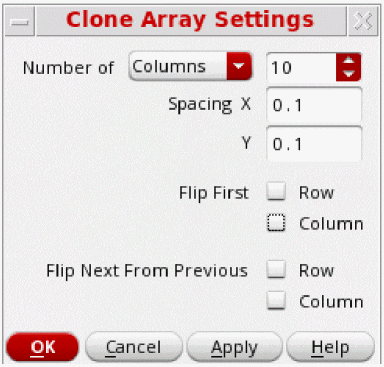 Clone Array Settings
Number of Columns 10
Spacing X 0.1
Y 0.1
Flip First Row
Column
Flip Next From Previous Row
Column
OK Cancel Apply Help